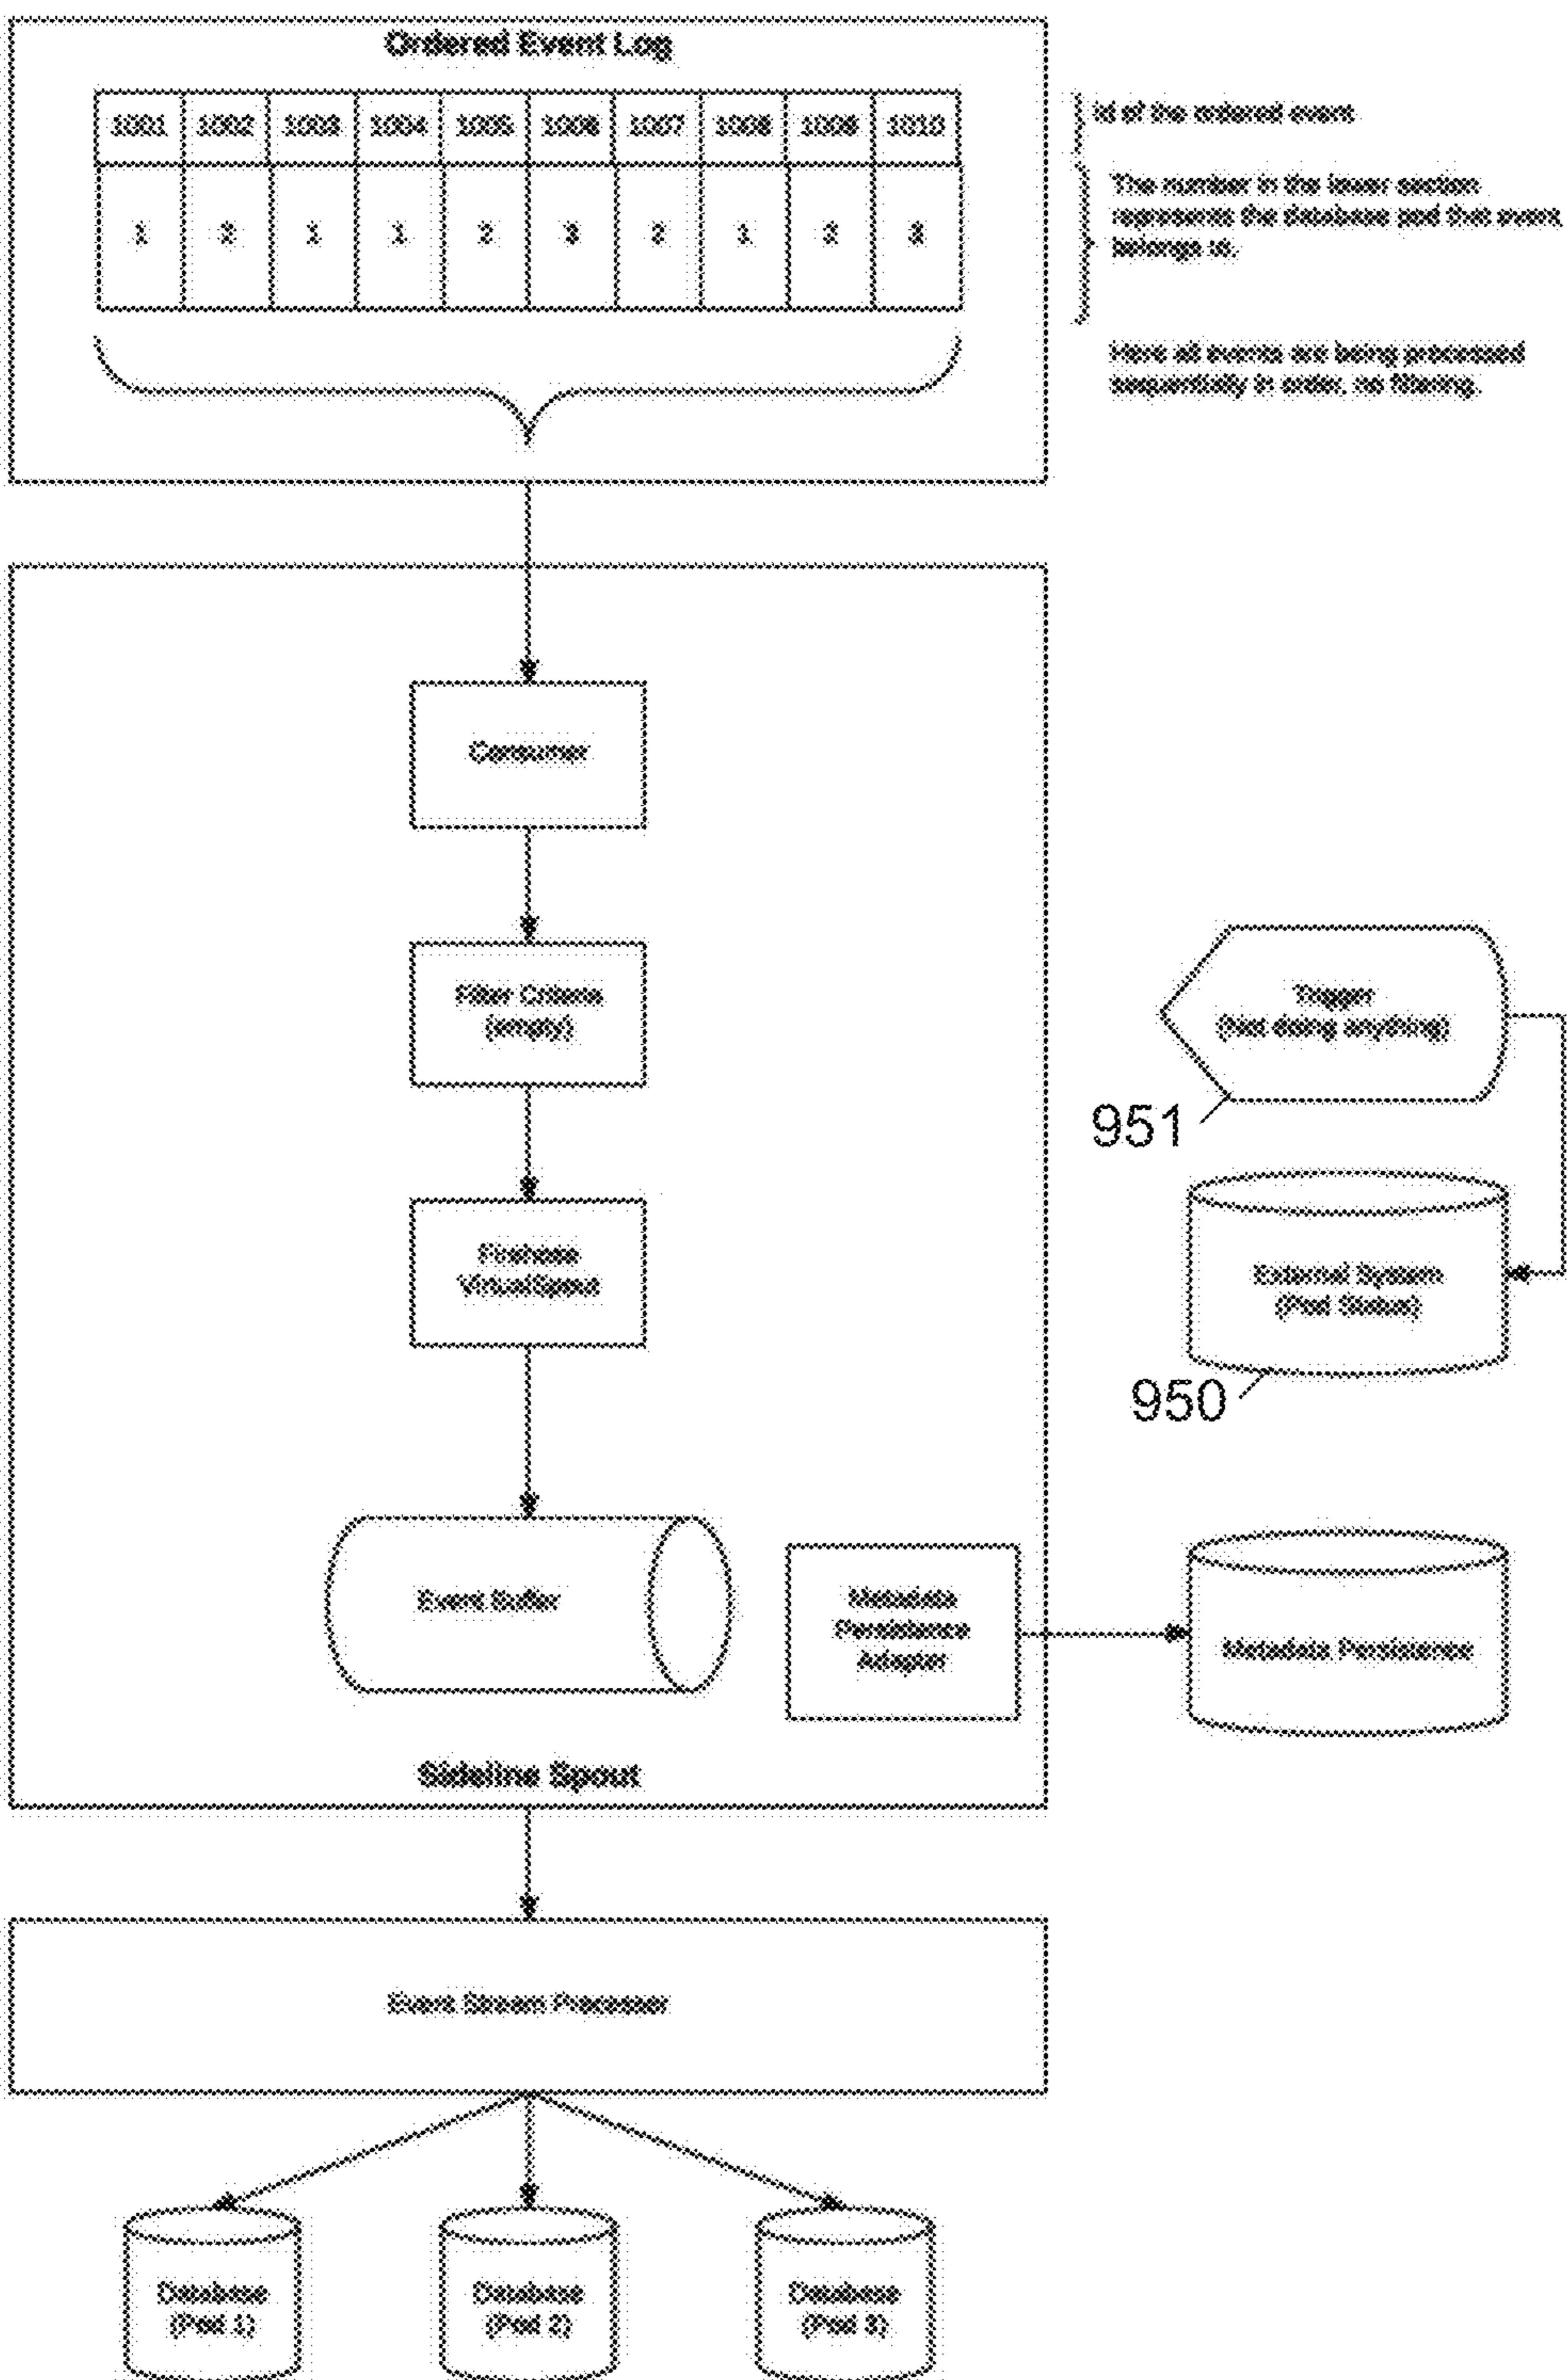 Ordered Event Log
1001 1002 1003 1004 1005 1006 1007 1008 1009 1010
Id of the ordered event
1 2 1 1 2 3 2 1 2
The number in the lower section
represents the database pod that event
belongs to.
Here all events are being processed
sequentially in order, no filtering.
Consumer
Filter Criteria
(empty)
Trigger
(Not doing anything)
951
Firehose
VirtualSpout
External System
(Pod Status)
950
Event Buffer
Metadata
Persistence
Adapter
Metadata Persistence
Sideline Spout
Event Stream Processor
Database
(Pod 1)
Database
(Pod 2)
Database
(Pod 3)